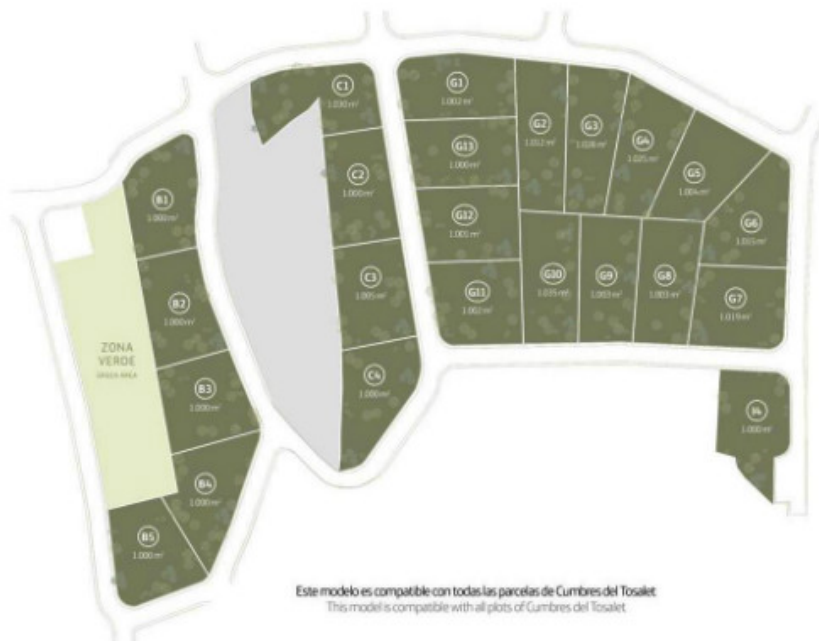 C1
1.030 m²
G1
1.002 m²
G2
1.012 m²
G3
1.026 m²
G4
1.025 m²
G5
1.004 m²
G13
1.000 m²
C2
1.000 m²
B1
1.000 m²
G12
1.001 m²
G6
1.015 m²
C3
1.005 m²
G11
1.002 m²
G10
1.035 m²
G9
1.003 m²
G8
1.003 m²
G7
1.019 m²
B2
1.000 m²
ZONA
VERDE
GREEN AREA
B3
1.000 m²
C4
1.000 m²
I4
1.000 m²
B4
1.000 m²
B5
1.000 m²
Este modelo es compatible con todas las parcelas de Cumbres del Tosalet
This model is compatible with all plots of Cumbres del Tosalet